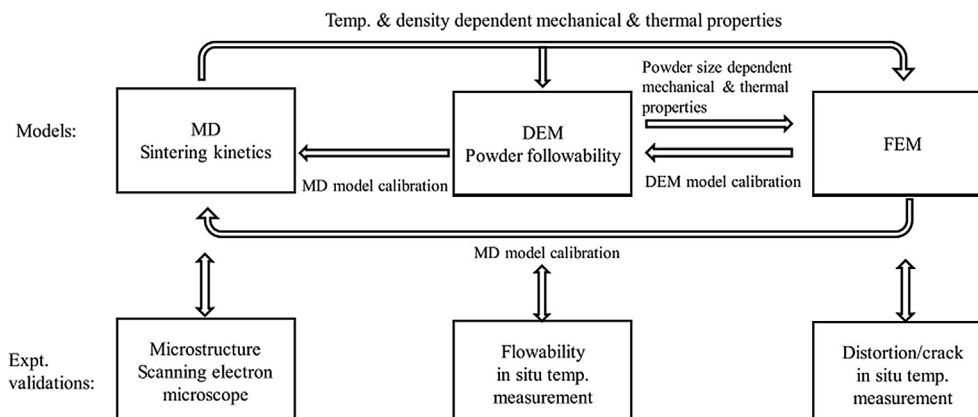 Temp. & density dependent mechanical & thermal properties
Powder size dependent
mechanical & thermal
properties
Models:
MD
Sintering kinetics
DEM
Powder followability
FEM
MD model calibration
DEM model calibration
MD model calibration
Expt.
validations:
Microstructure
Scanning electron
microscope
Flowability
in situ temp.
measurement
Distortion/crack
in situ temp.
measurement